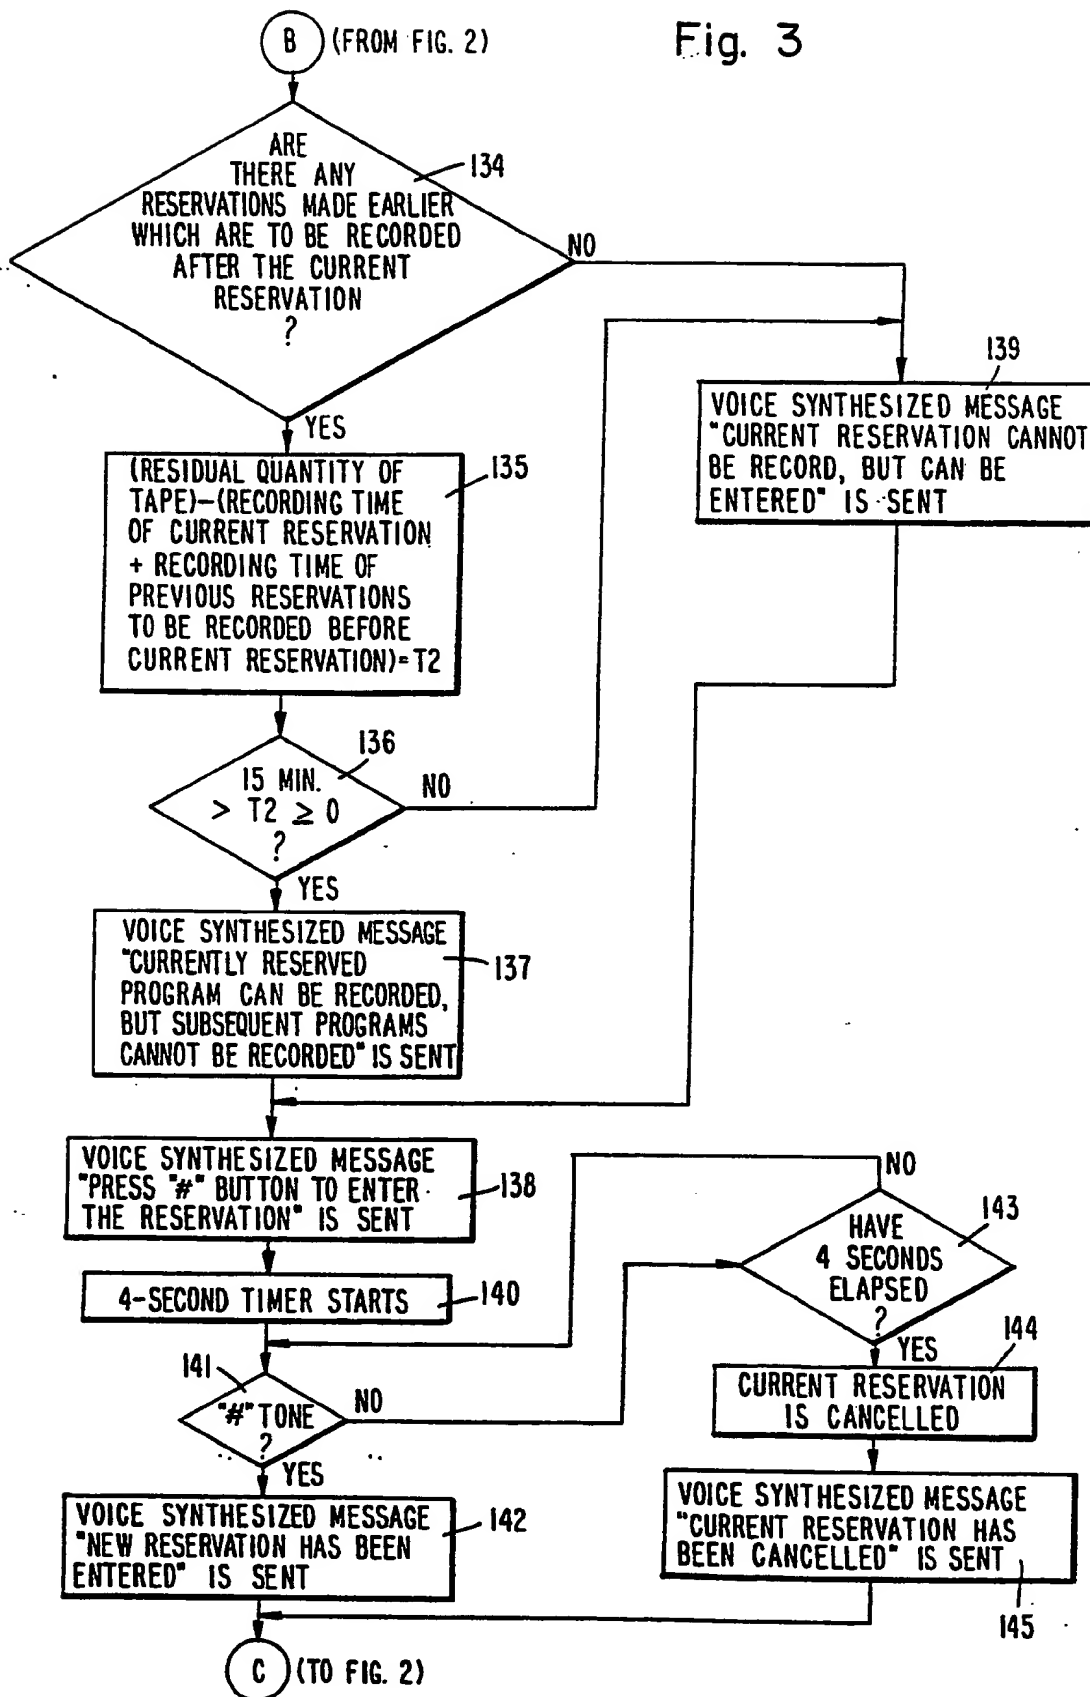 B (FROM FIG. 2)
Fig. 3
ARE
THERE ANY
RESERVATIONS MADE EARLIER
WHICH ARE TO BE RECORDED
AFTER THE CURRENT
RESERVATION
?
134
NO
YES
139
VOICE SYNTHESIZED MESSAGE
"CURRENT RESERVATION CANNOT
BE RECORD, BUT CAN BE
ENTERED" IS SENT
(RESIDUAL QUANTITY OF
TAPE)-(RECORDING TIME
OF CURRENT RESERVATION
+ RECORDING TIME OF
PREVIOUS RESERVATIONS
TO BE RECORDED BEFORE
CURRENT RESERVATION)=T2
135
15 MIN.
> T2 ≥ 0
?
136
NO
YES
VOICE SYNTHESIZED MESSAGE
"CURRENTLY RESERVED
PROGRAM CAN BE RECORDED,
BUT SUBSEQUENT PROGRAMS
CANNOT BE RECORDED" IS SENT
137
VOICE SYNTHESIZED MESSAGE
"PRESS "#" BUTTON TO ENTER
THE RESERVATION" IS SENT
138
4-SECOND TIMER STARTS
140
141
"#" TONE
?
NO
YES
NO
HAVE
4 SECONDS
ELAPSED
?
143
YES
144
CURRENT RESERVATION
IS CANCELLED
VOICE SYNTHESIZED MESSAGE
"NEW RESERVATION HAS BEEN
ENTERED" IS SENT
142
VOICE SYNTHESIZED MESSAGE
"CURRENT RESERVATION HAS
BEEN CANCELLED" IS SENT
145
C (TO FIG. 2)